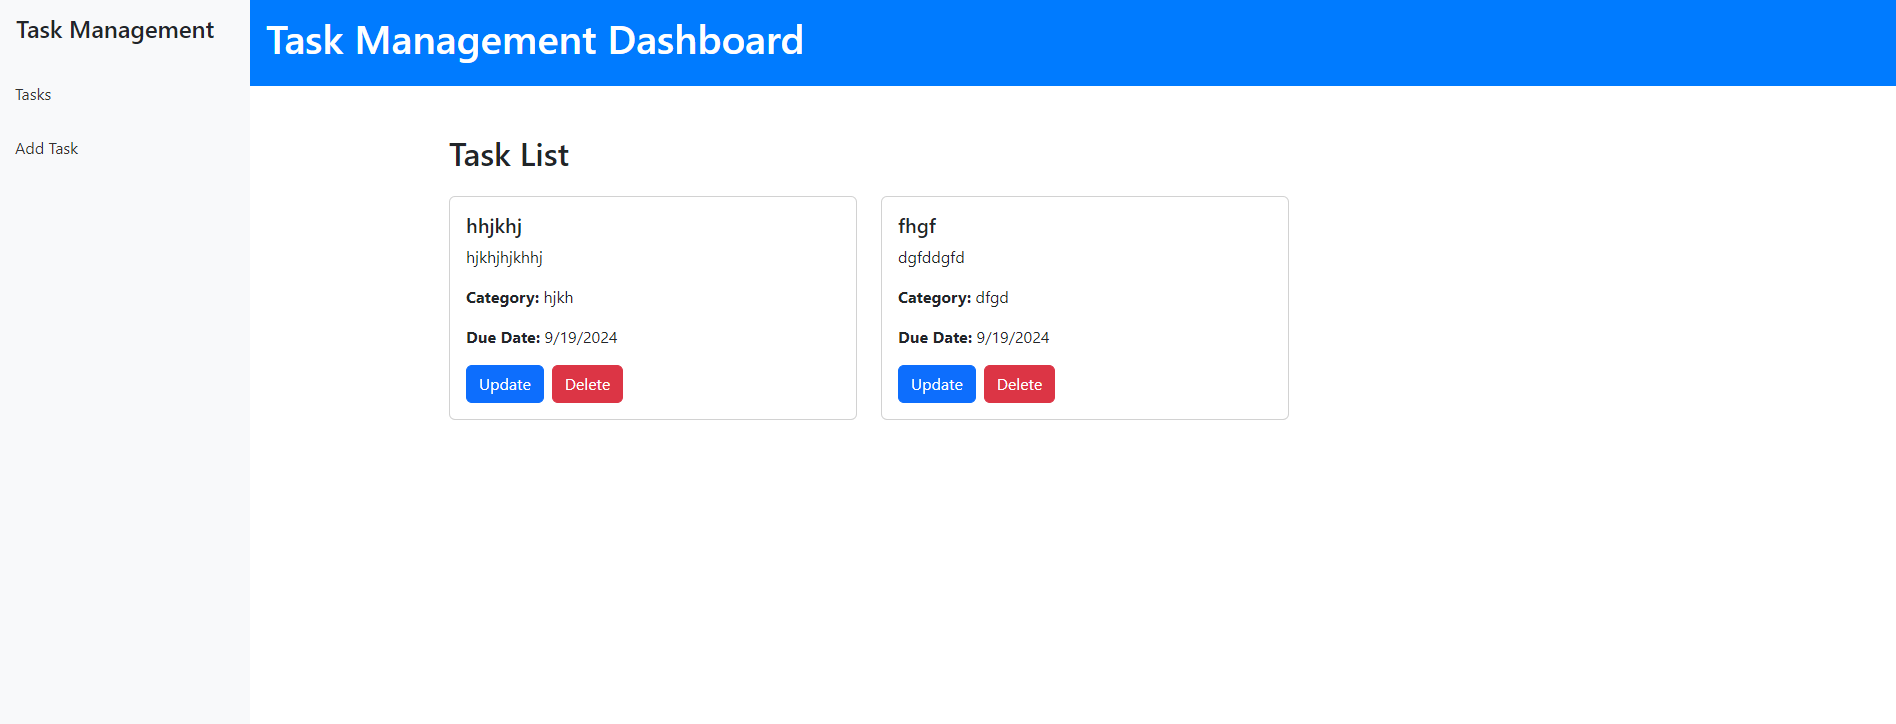 Task Management
Tasks
Add Task
Task Management Dashboard
Task List
hhjkhj
hjkhjhjkhhj
Category: hjkh
Due Date: 9/19/2024
Update Delete
fhgf
dgfddgfd
Category: dfgd
Due Date: 9/19/2024
Update Delete